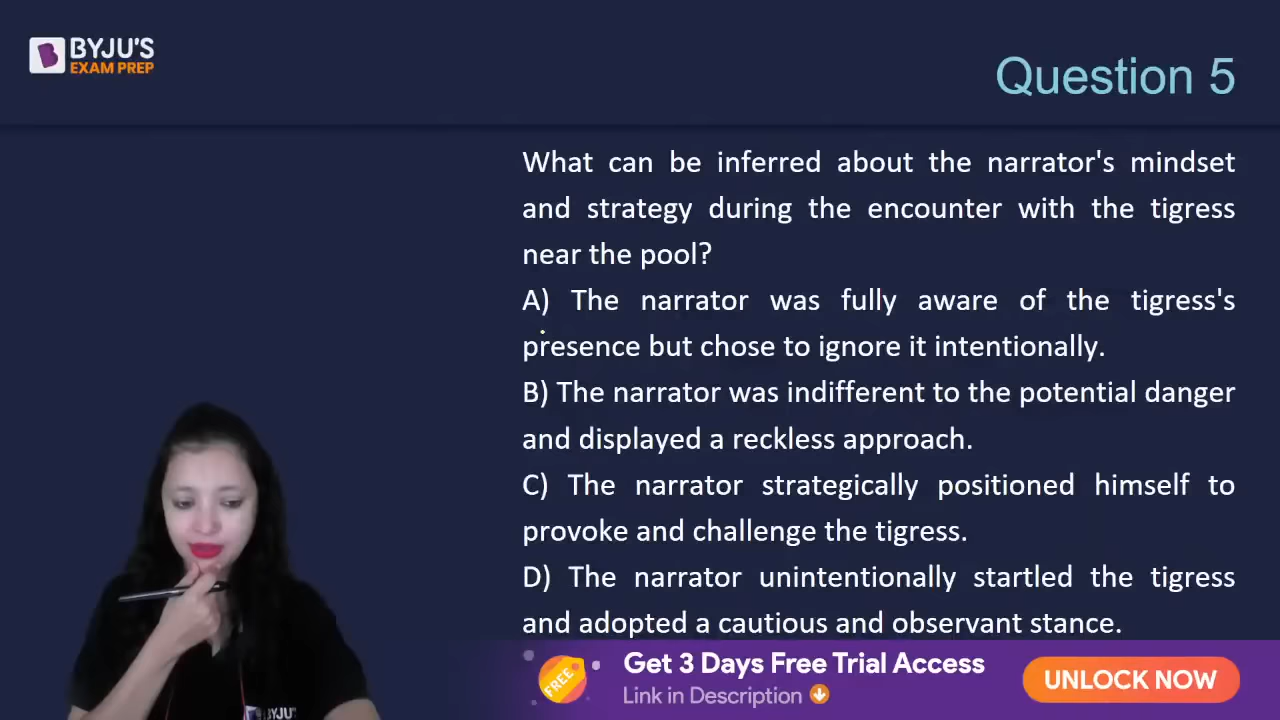 BYJU'S
EXAM PREP
Question 5
What can be inferred about the narrator's mindset
and strategy during the encounter with the tigress
near the pool?
A) The narrator was fully aware of the tigress's
presence but chose to ignore it intentionally.
B) The narrator was indifferent to the potential danger
and displayed a reckless approach.
C) The narrator strategically positioned himself to
provoke and challenge the tigress.
D) The narrator unintentionally startled the tigress
and adopted a cautious and observant stance.
FREE
Get 3 Days Free Trial Access
Link in Description
UNLOCK NOW
BYJU'S